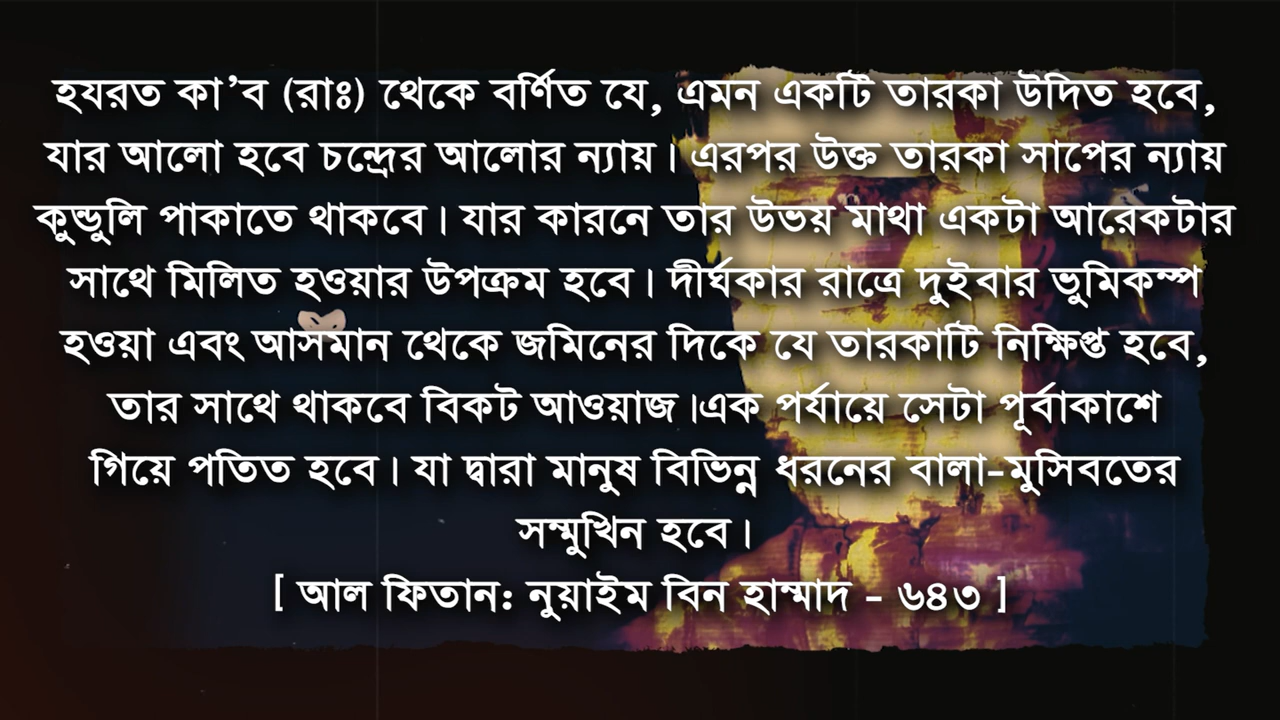 হযরত কা’ব (রাঃ) থেকে বর্ণিত যে, এমন একটি তারকা উদিত হবে,
যার আলো হবে চন্দ্রের আলোর ন্যায়। এরপর উক্ত তারকা সাপের ন্যায়
কুন্ডুলি পাকাতে থাকবে। যার কারনে তার উভয় মাথা একটা আরেকটার
সাথে মিলিত হওয়ার উপক্রম হবে। দীর্ঘকার রাত্রে দুইবার ভুমিকম্প
হওয়া এবং আসমান থেকে জমিনের দিকে যে তারকাটি নিক্ষিপ্ত হবে,
তার সাথে থাকবে বিকট আওয়াজ।এক পর্যায়ে সেটা পূর্বাকাশে
গিয়ে পতিত হবে। যা দ্বারা মানুষ বিভিন্ন ধরনের বালা-মুসিবতের
সম্মুখিন হবে।
[ আল ফিতান: নুয়াইম বিন হাম্মাদ - ৬৪৩ ]